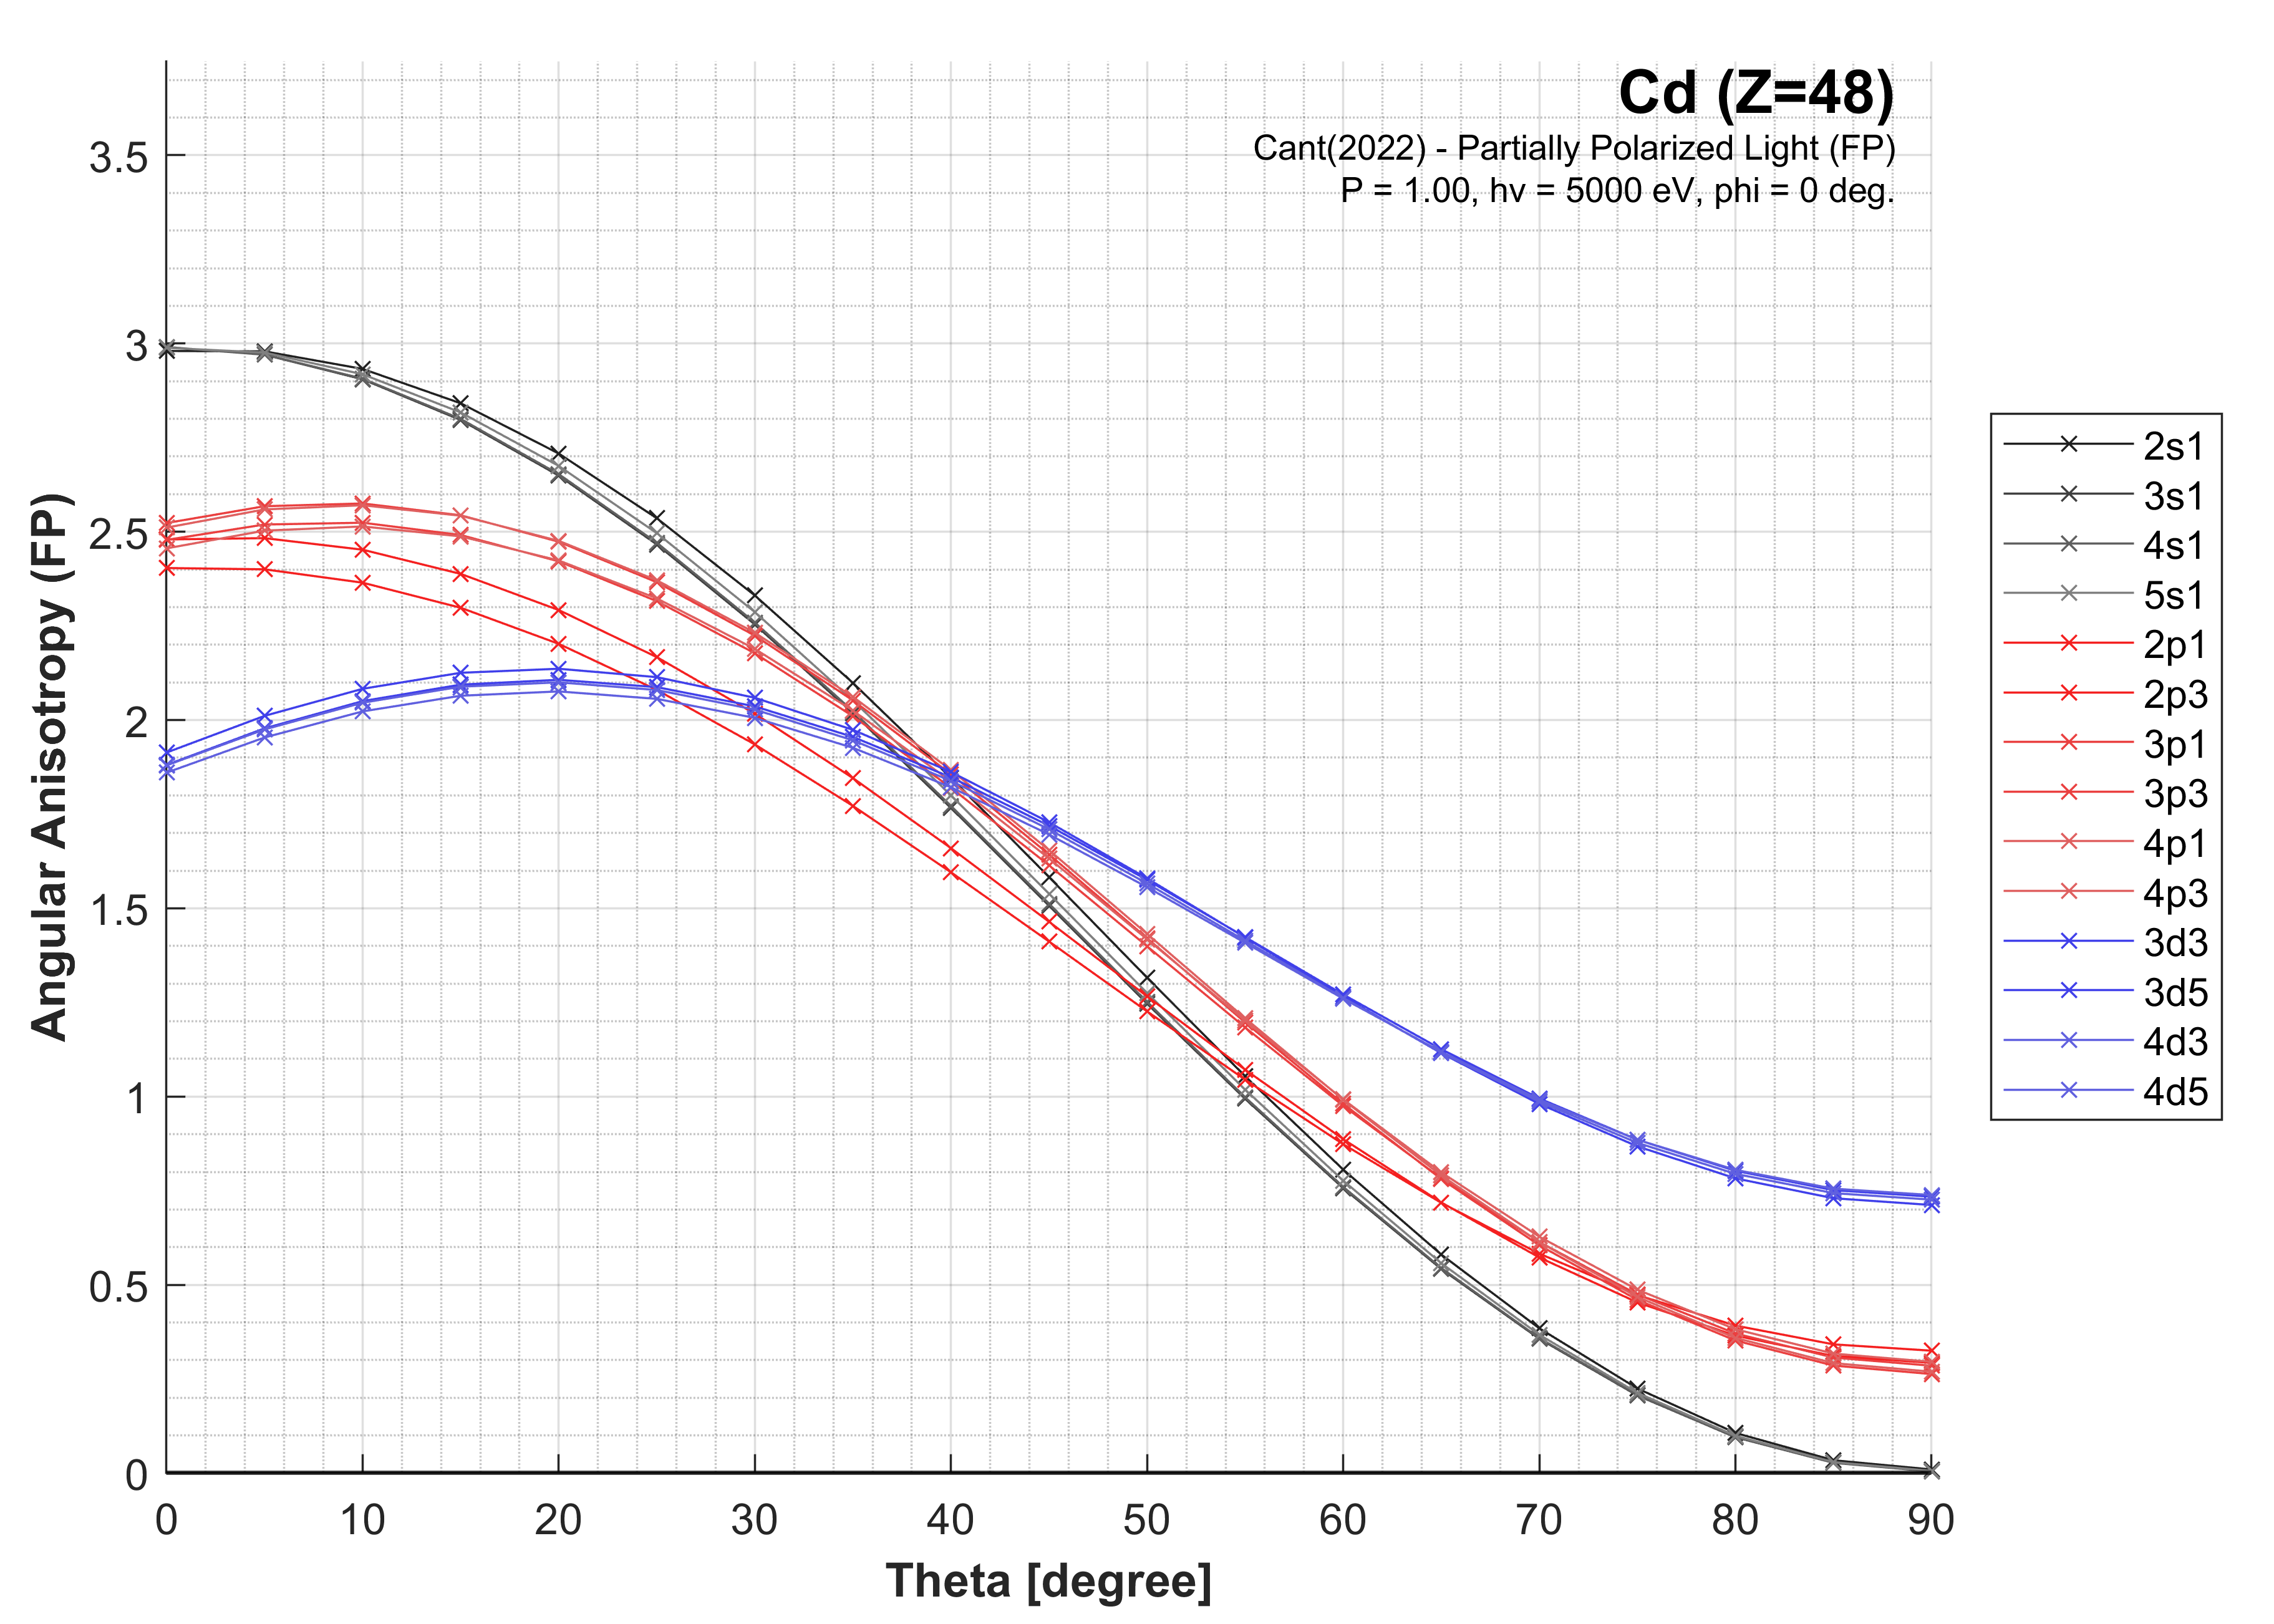 Cd (Z=48)
Cant(2022) - Partially Polarized Light (FP)
P = 1.00, hv = 5000 eV, phi = 0 deg.
Angular Anisotropy (FP)
3.5
3
2.5
2
1.5
1
0.5
0
0 10 20 30 40 50 60 70 80 90
Theta [degree]
2s1
3s1
4s1
5s1
2p1
2p3
3p1
3p3
4p1
4p3
3d3
3d5
4d3
4d5